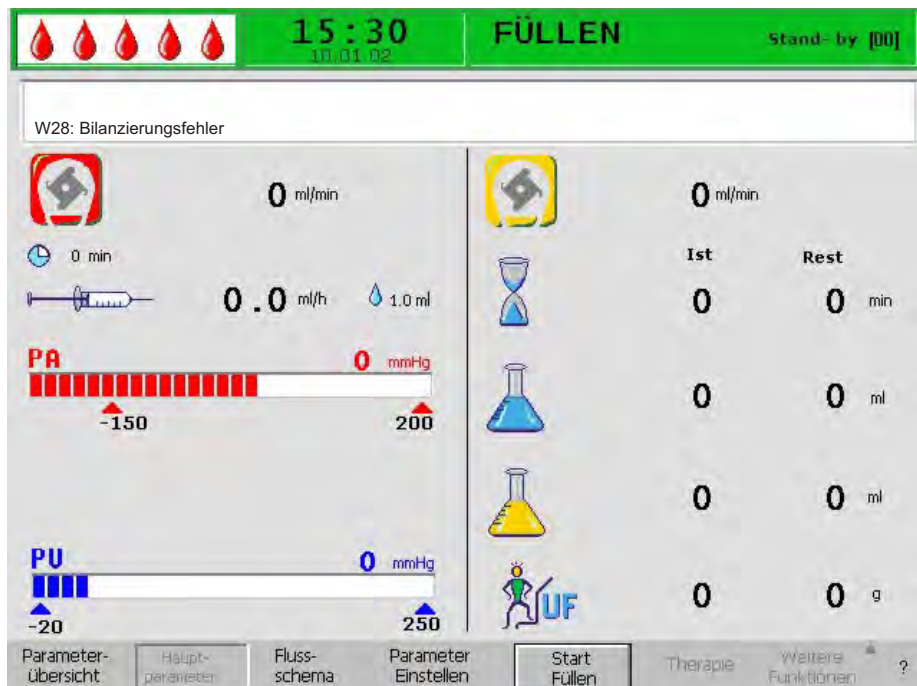 15:30
10.01.02
FÜLLEN
Stand-by [00]
W28: Bilanzierungsfehler
0 ml/min
0 min
0.0 ml/h
1.0 ml
PA 0 mmHg
-150 200
PV 0 mmHg
-20 250
0 ml/min
Ist Rest
0 0 min
0 0 ml
0 0 ml
UF 0 0 g
Parameter-
übersicht
Haupt-
parameter
Fluss-
schema
Parameter
Einstellen
Start
Füllen
Therapie
Weitere
Funktionen
?